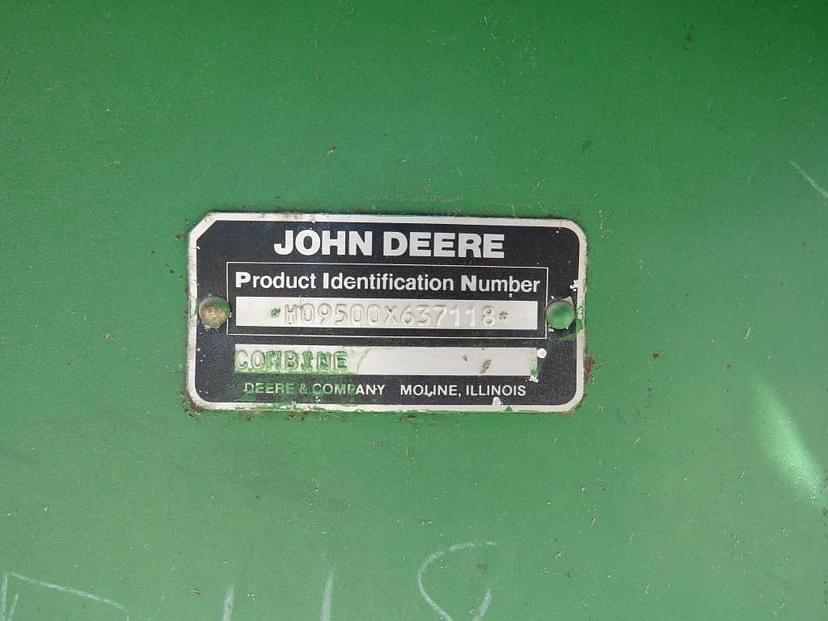 JOHN DEERE
Product Identification Number
*H09500X637118*
COMBINE
DEERE & COMPANY MOLINE, ILLINOIS